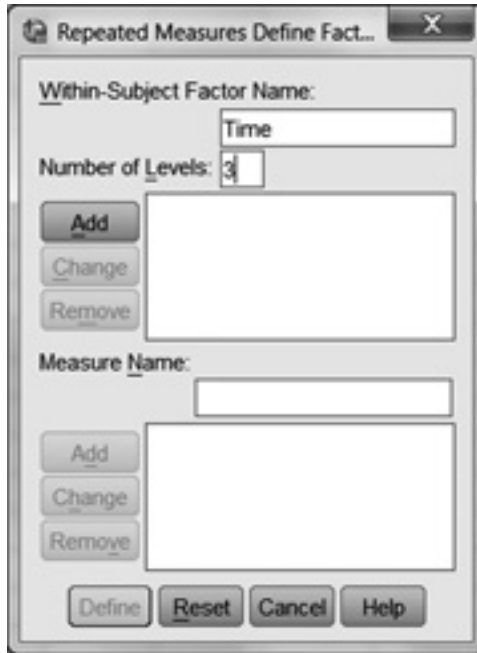 Repeated Measures Define Fact...
Within-Subject Factor Name:
Time
Number of Levels: 3
Add
Change
Remove
Measure Name:
Add
Change
Remove
Define Reset Cancel Help